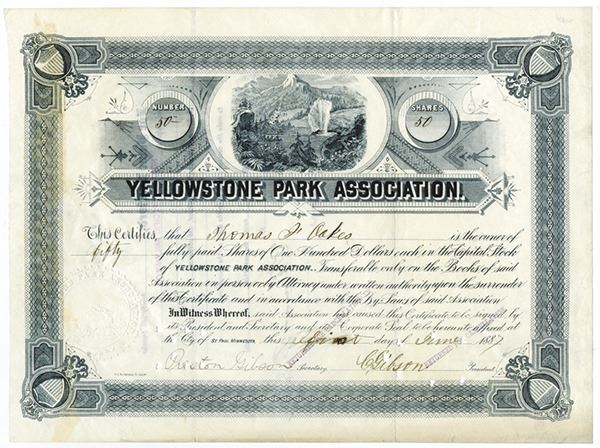 NUMBER
50
SHARES
50
YELLOWSTONE PARK ASSOCIATION.
This Certifies, that Thomas F Oakes is the owner of
fifty fully paid Shares of One Hundred Dollars each in the Capital Stock
of YELLOWSTONE PARK ASSOCIATION. Transferable only on the Books of said
Association in person or by Attorney under written authority upon the surrender
of this Certificate and in accordance with the By Laws of said Association
In Witness Whereof, said Association has caused this Certificate to be signed by
its President and Secretary and its Corporate Seal to be hereunto affixed at
the City of ST PAUL MINNESOTA this first day of June 1887
Preston Gibson Secretary. C Gibson President